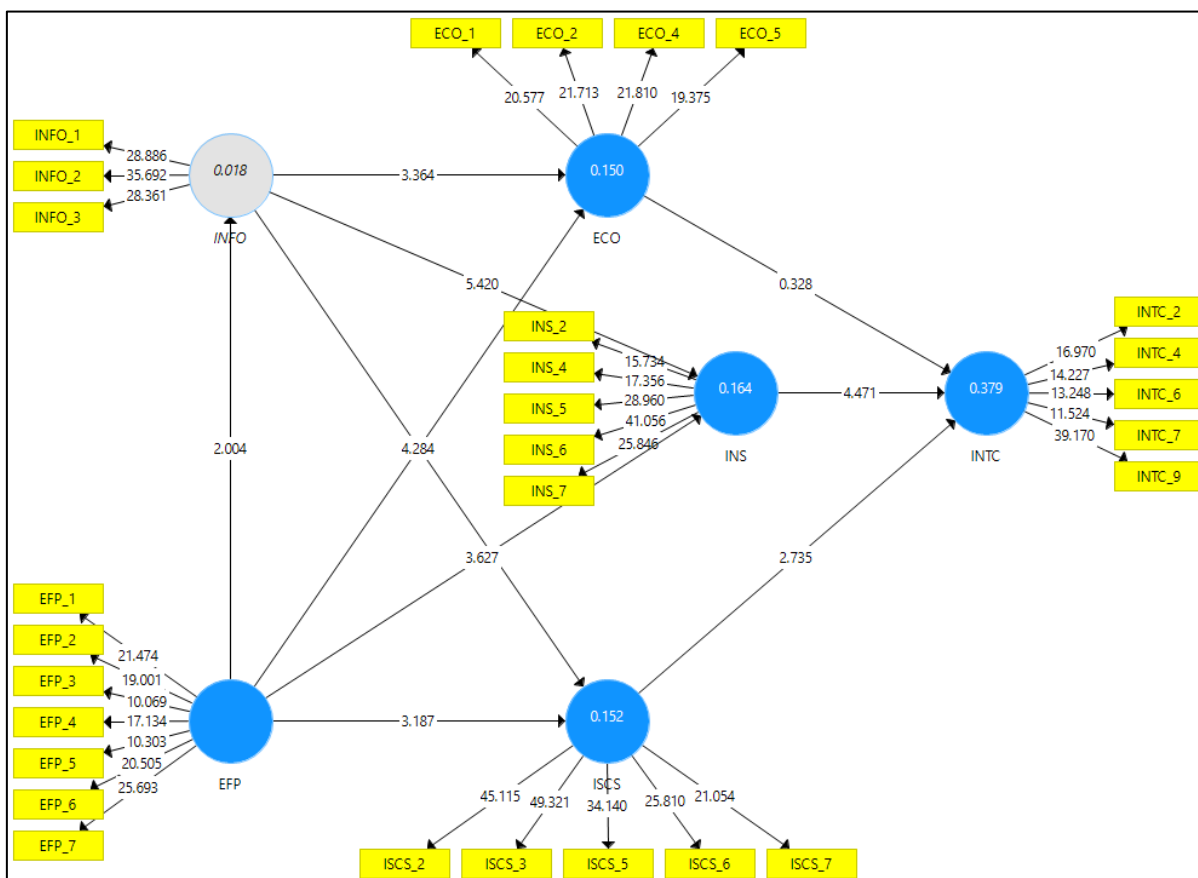 ECO_1
ECO_2
ECO_4
ECO_5
20.577
21.713
21.810
19.375
INFO_1
INFO_2
INFO_3
28.886
35.692
28.361
0.018
INFO
3.364
0.150
ECO
5.420
0.328
INS_2
INS_4
INS_5
INS_6
INS_7
15.734
17.356
28.960
41.056
25.846
0.164
INS
4.471
0.379
INTC
16.970
14.227
13.248
11.524
39.170
INTC_2
INTC_4
INTC_6
INTC_7
INTC_9
2.004
4.284
3.627
2.735
EFP_1
EFP_2
EFP_3
EFP_4
EFP_5
EFP_6
EFP_7
21.474
19.001
10.069
17.134
10.303
20.505
25.693
EFP
3.187
0.152
ISCS
45.115
49.321
34.140
25.810
21.054
ISCS_2
ISCS_3
ISCS_5
ISCS_6
ISCS_7